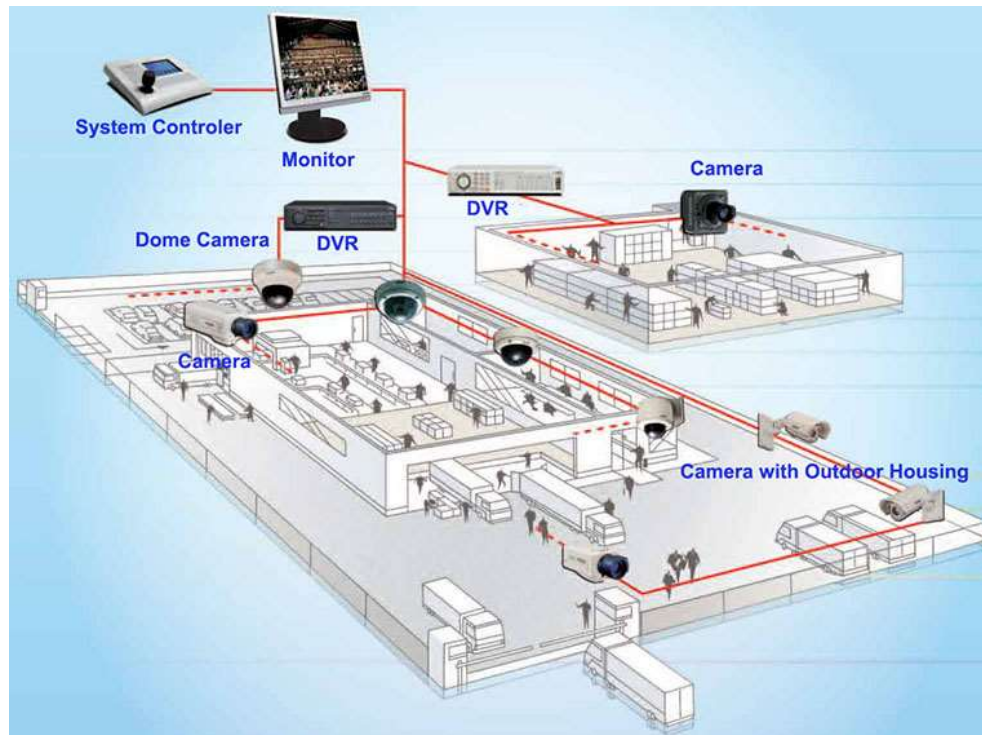 System Controler
Monitor
Camera
DVR
Dome Camera
DVR
Camera
Camera with Outdoor Housing